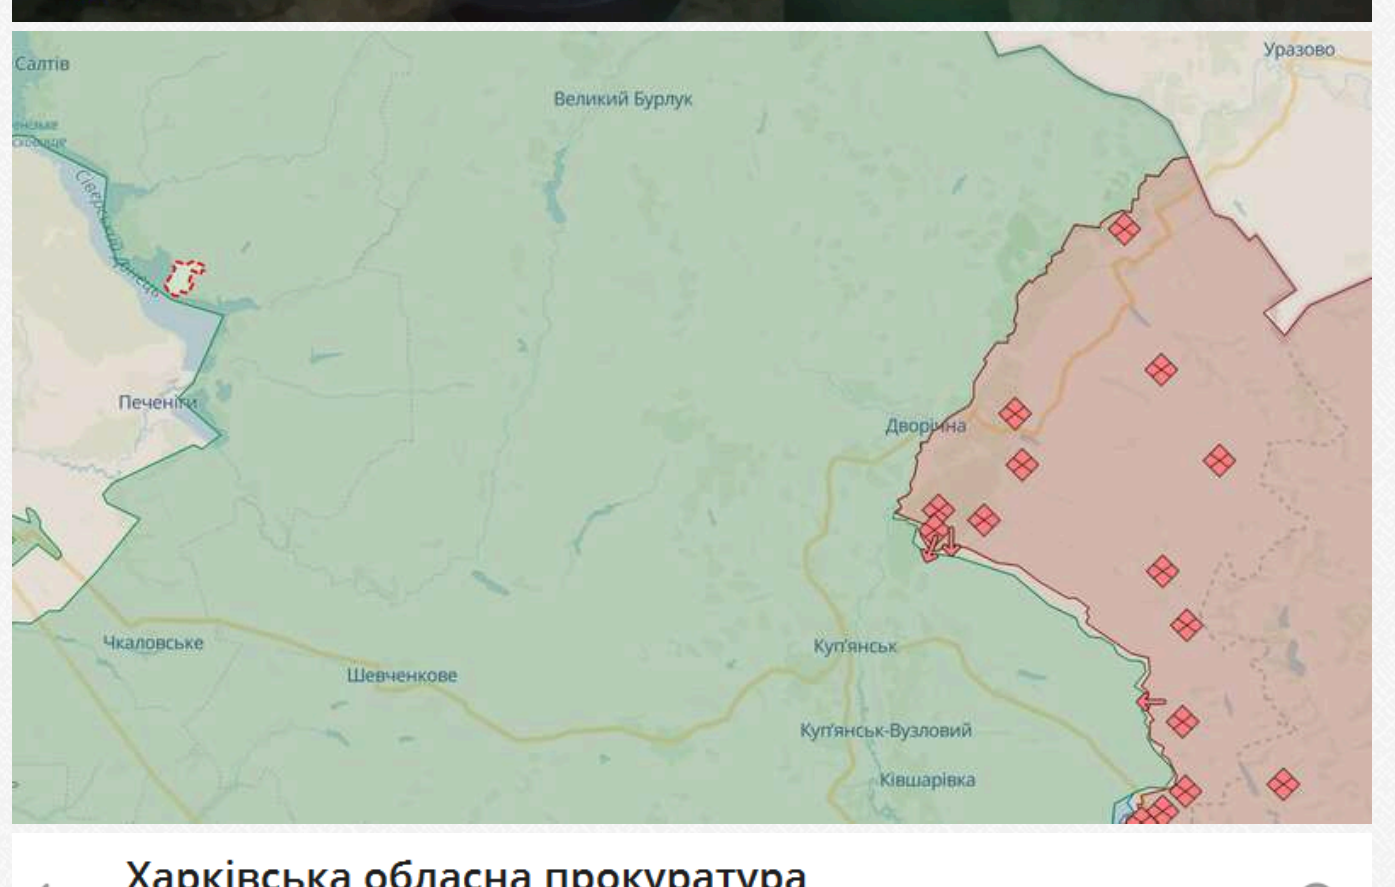 Уразово
Салтів
Великий Бурлук
Сіверський Донець
Печеніги
Дворічна
Чкаловське
Куп'янськ
Шевченкове
Куп'янськ-Вузловий
Ківшарівка
Харківська обласна прокуратура